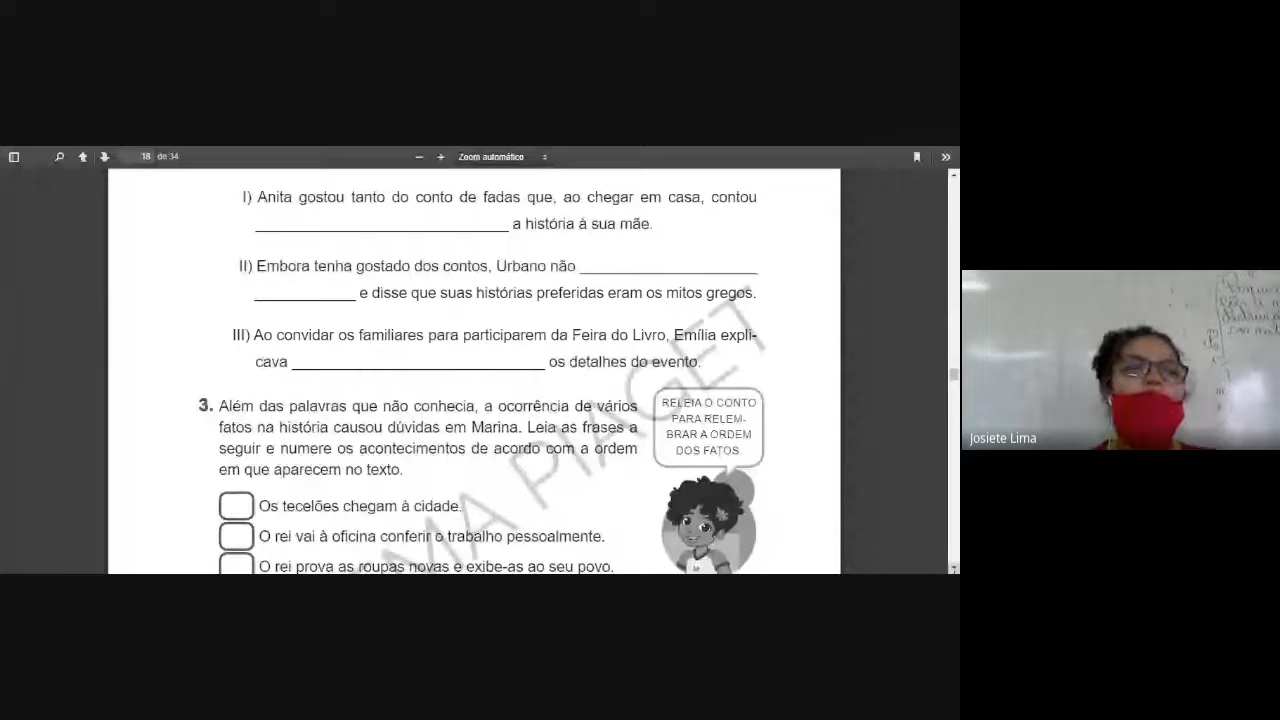 18 de 34
Zoom automático
I) Anita gostou tanto do conto de fadas que, ao chegar em casa, contou
a história à sua mãe.
II) Embora tenha gostado dos contos, Urbano não
e disse que suas histórias preferidas eram os mitos gregos.
III) Ao convidar os familiares para participarem da Feira do Livro, Emília expli-
cava os detalhes do evento.
3. Além das palavras que não conhecia, a ocorrência de vários
fatos na história causou dúvidas em Marina. Leia as frases a
seguir e numere os acontecimentos de acordo com a ordem
em que aparecem no texto.
RELEIA O CONTO
PARA RELEM-
BRAR A ORDEM
DOS FATOS.
Os tecelões chegam à cidade.
O rei vai à oficina conferir o trabalho pessoalmente.
O rei prova as roupas novas e exibe-as ao seu povo.
MA PIAGET
Josiete Lima